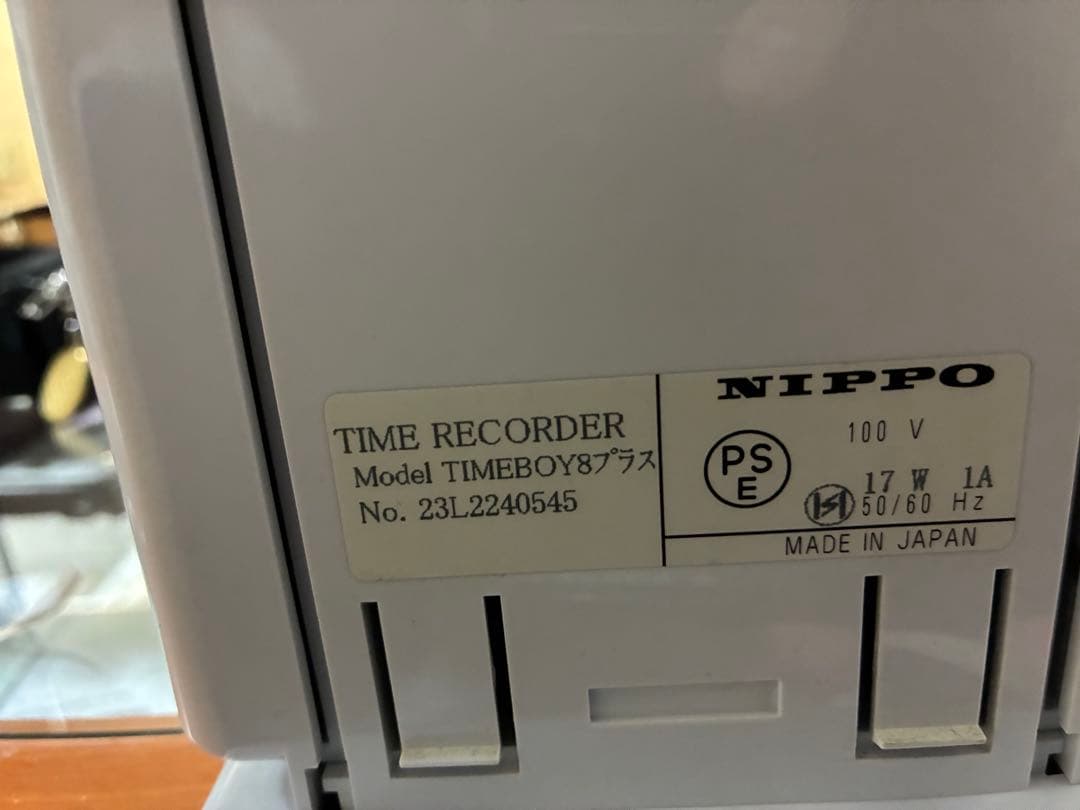 TIME RECORDER
Model TIMEBOY8プラス
No. 23L2240545
NIPPO
PS
E
100 V
17 W 1A
50/60 Hz
MADE IN JAPAN